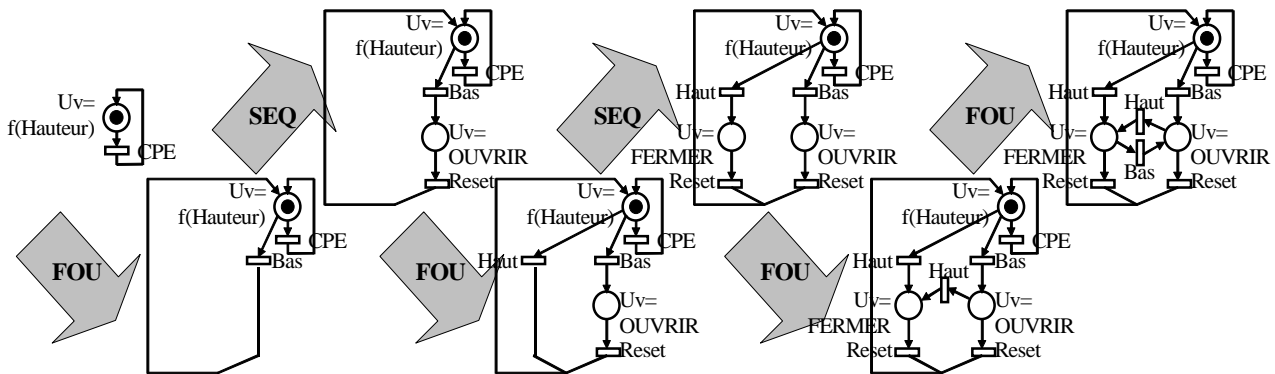 Uv=
f(Hauteur)
CPE
FOU
Uv=
f(Hauteur)
CPE
Bas
SEQ
Uv=
f(Hauteur)
CPE
Bas
Uv=
OUVRIR
Reset
FOU
Uv=
f(Hauteur)
CPE
Haut
Bas
Uv=
OUVRIR
Reset
SEQ
Uv=
f(Hauteur)
CPE
Haut
Bas
Uv=
FERMER
Reset
Uv=
OUVRIR
Reset
FOU
Uv=
f(Hauteur)
CPE
Haut
Bas
Haut
Uv=
FERMER
Reset
Uv=
OUVRIR
Reset
FOU
Uv=
f(Hauteur)
CPE
Haut
Bas
Haut
Uv=
FERMER
Reset
Bas
Uv=
OUVRIR
Reset